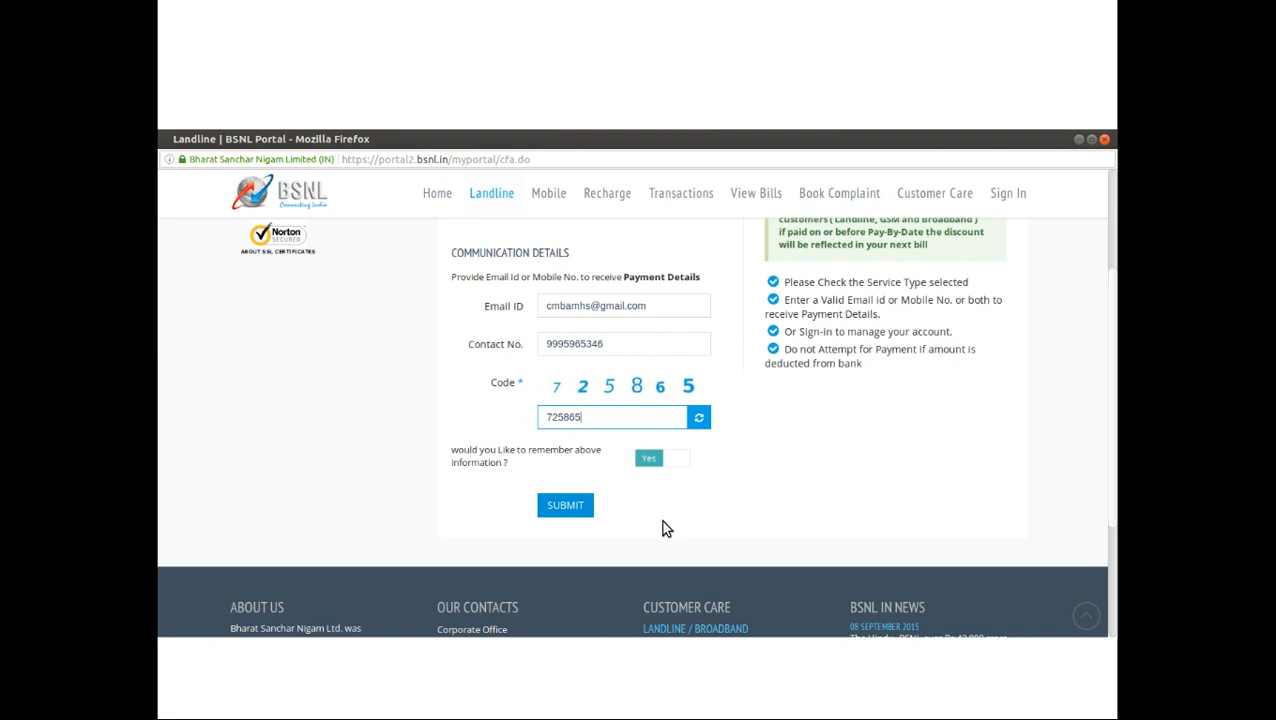 Landline | BSNL Portal - Mozilla Firefox
Bharat Sanchar Nigam Limited (IN) https://portal2.bsnl.in/myportal/cfa.do
BSNL
Connecting India
Home Landline Mobile Recharge Transactions View Bills Book Complaint Customer Care Sign In
Norton
SECURED
ABOUT SSL CERTIFICATES
COMMUNICATION DETAILS
Provide Email Id or Mobile No. to receive Payment Details
Email ID cmbamhs@gmail.com
Contact No. 9995965346
Code * 7 2 5 8 6 5
725865
would you Like to remember above
information ?
Yes
SUBMIT
customers ( Landline, GSM and Broadband )
if paid on or before Pay-By-Date the discount
will be reflected in your next bill
Please Check the Service Type selected
Enter a Valid Email id or Mobile No. or both to
receive Payment Details.
Or Sign-in to manage your account.
Do not Attempt for Payment if amount is
deducted from bank
ABOUT US
Bharat Sanchar Nigam Ltd. was
OUR CONTACTS
Corporate Office
CUSTOMER CARE
LANDLINE / BROADBAND
BSNL IN NEWS
08 SEPTEMBER 2015